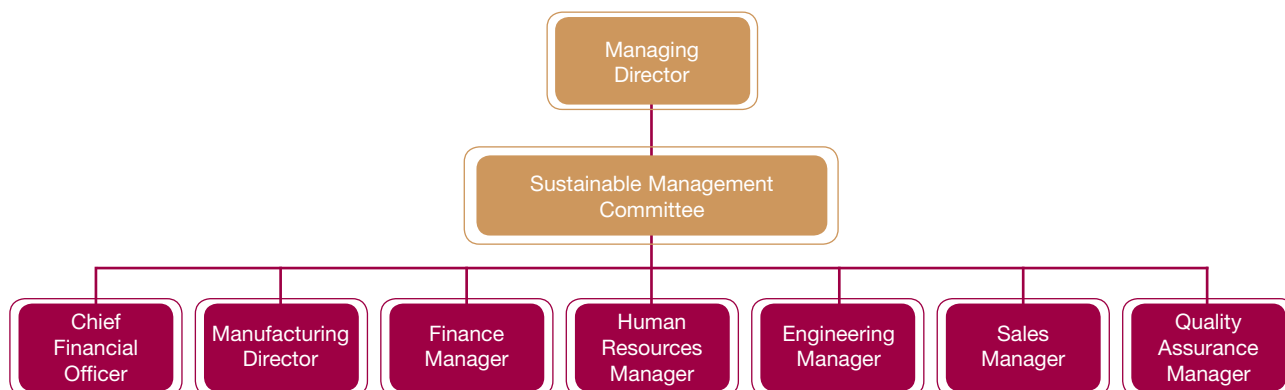 Managing
Director
Sustainable Management
Committee
Chief
Financial
Officer
Manufacturing
Director
Finance
Manager
Human
Resources
Manager
Engineering
Manager
Sales
Manager
Quality
Assurance
Manager